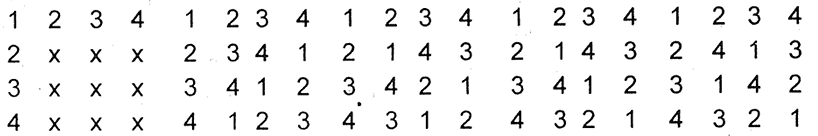 1 2 3 4 1 2 3 4 1 2 3 4 1 2 3 4 1 2 3 4
2 x x x 2 3 4 1 2 1 4 3 2 1 4 3 2 4 1 3
3 x x x 3 4 1 2 3 4 2 1 3 4 1 2 3 1 4 2
4 x x x 4 1 2 3 4 3 1 2 4 3 2 1 4 3 2 1